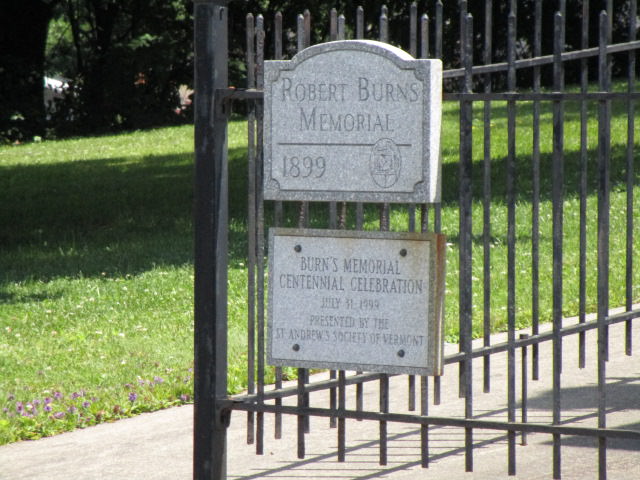 ROBERT BURNS
MEMORIAL
1899
BURN'S MEMORIAL
CENTENNIAL CELEBRATION
JULY 31, 1999
PRESENTED BY THE
ST. ANDREW'S SOCIETY OF VERMONT